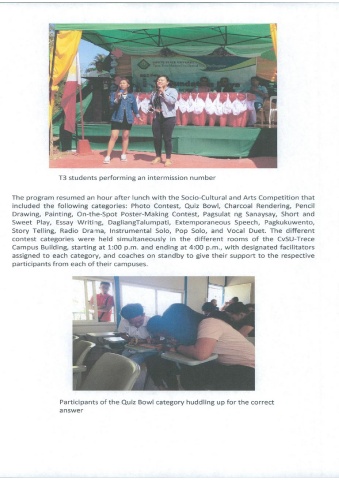 T3 students performing an intermission number
The program resumed an hour after lunch with the Socio-Cultural and Arts Competition that
included the following categories: Photo Contest, Quiz Bowl, Charcoal Rendering, Pencil
Drawing, Painting, On-the-Spot Poster-Making Contest, Pagsulat ng Sanaysay, Short and
Sweet Play, Essay Writing, DagliangTalumpati, Extemporaneous Speech, Pagkukuwento,
Story Telling, Radio Drama, Instrumental Solo, Pop Solo, and Vocal Duet. The different
contest categories were held simultaneously in the different rooms of the CvSU-Trece
Campus Building, starting at 1:00 p.m. and ending at 4:00 p.m., with designated facilitators
assigned to each category, and coaches on standby to give their support to the respective
participants from each of their campuses.
Participants of the Quiz Bowl category huddling up for the correct
answer